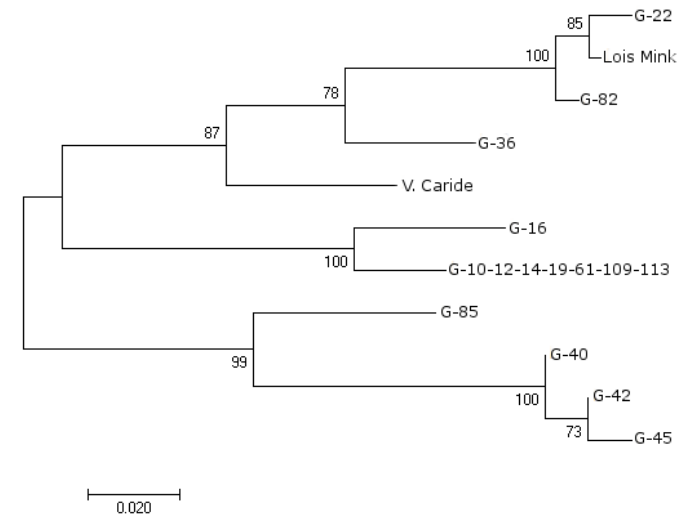 85
G-22
100
Lois Mink
78
G-82
87
G-36
V. Caride
G-16
100
G-10-12-14-19-61-109-113
G-85
99
G-40
100
G-42
73
G-45
0.020